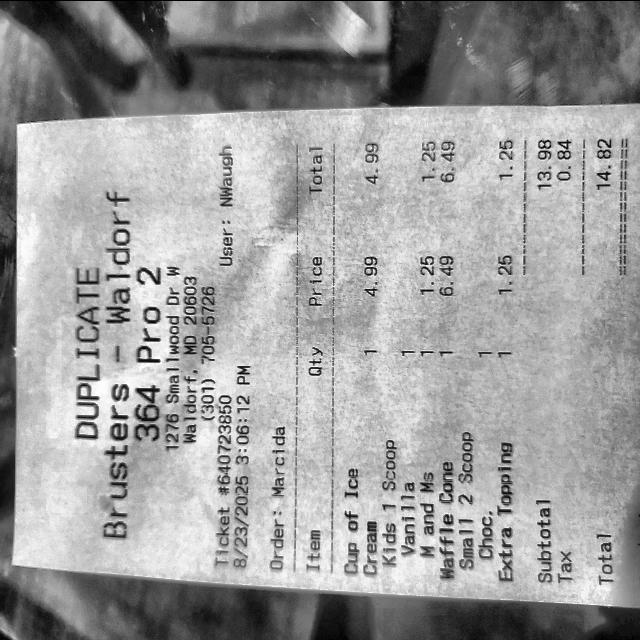 DUPLICATE
Brusters - Waldorf
364 Pro 2
1276 Smallwood Dr W
Waldorf, MD 20603
(301) 705-5726
Ticket #640723850
8/23/2025 3:06:12 PM User: NWaugh
Order: Marcida
Item Qty Price Total
Cup of Ice 1 4.99 4.99
Cream
Kids 1 Scoop
Vanilla 1
M and Ms 1 1.25 1.25
Waffle Cone 1 6.49 6.49
Small 2 Scoop
Choc. 1
Extra Topping 1 1.25 1.25
Subtotal 13.98
Tax 0.84
Total 14.82